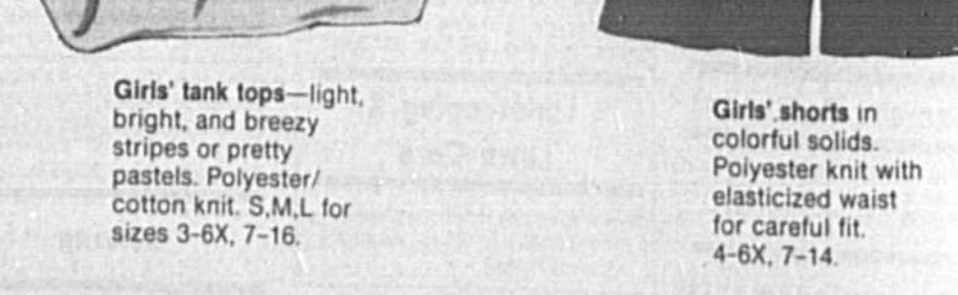 Girls' tank tops—light,
bright, and breezy
stripes or pretty
pastels. Polyester/
cotton knit. S,M,L for
sizes 3-6X, 7-16.
Girls' shorts in
colorful solids.
Polyester knit with
elasticized waist
for careful fit.
4-6X, 7-14.